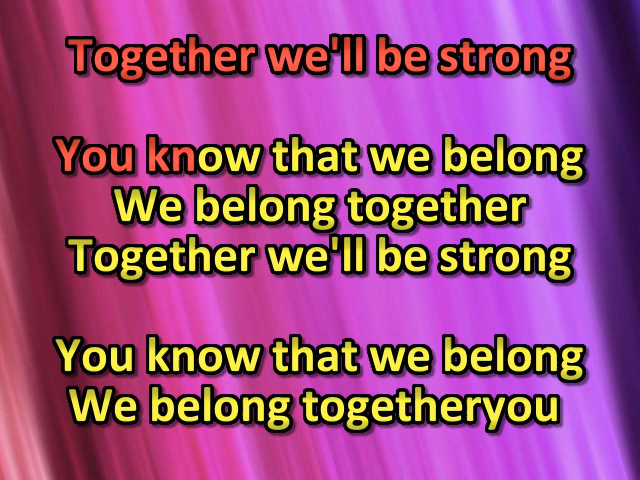 Together we'll be strong
You know that we belong
We belong together
Together we'll be strong
You know that we belong
We belong togetheryou